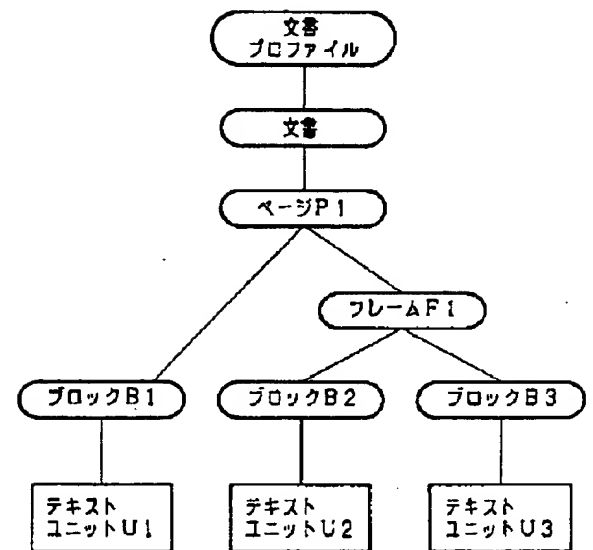 文書
プロファイル
文書
ページP1
フレームF1
ブロックB1
ブロックB2
ブロックB3
テキスト
ユニットU1
テキスト
ユニットU2
テキスト
ユニットU3